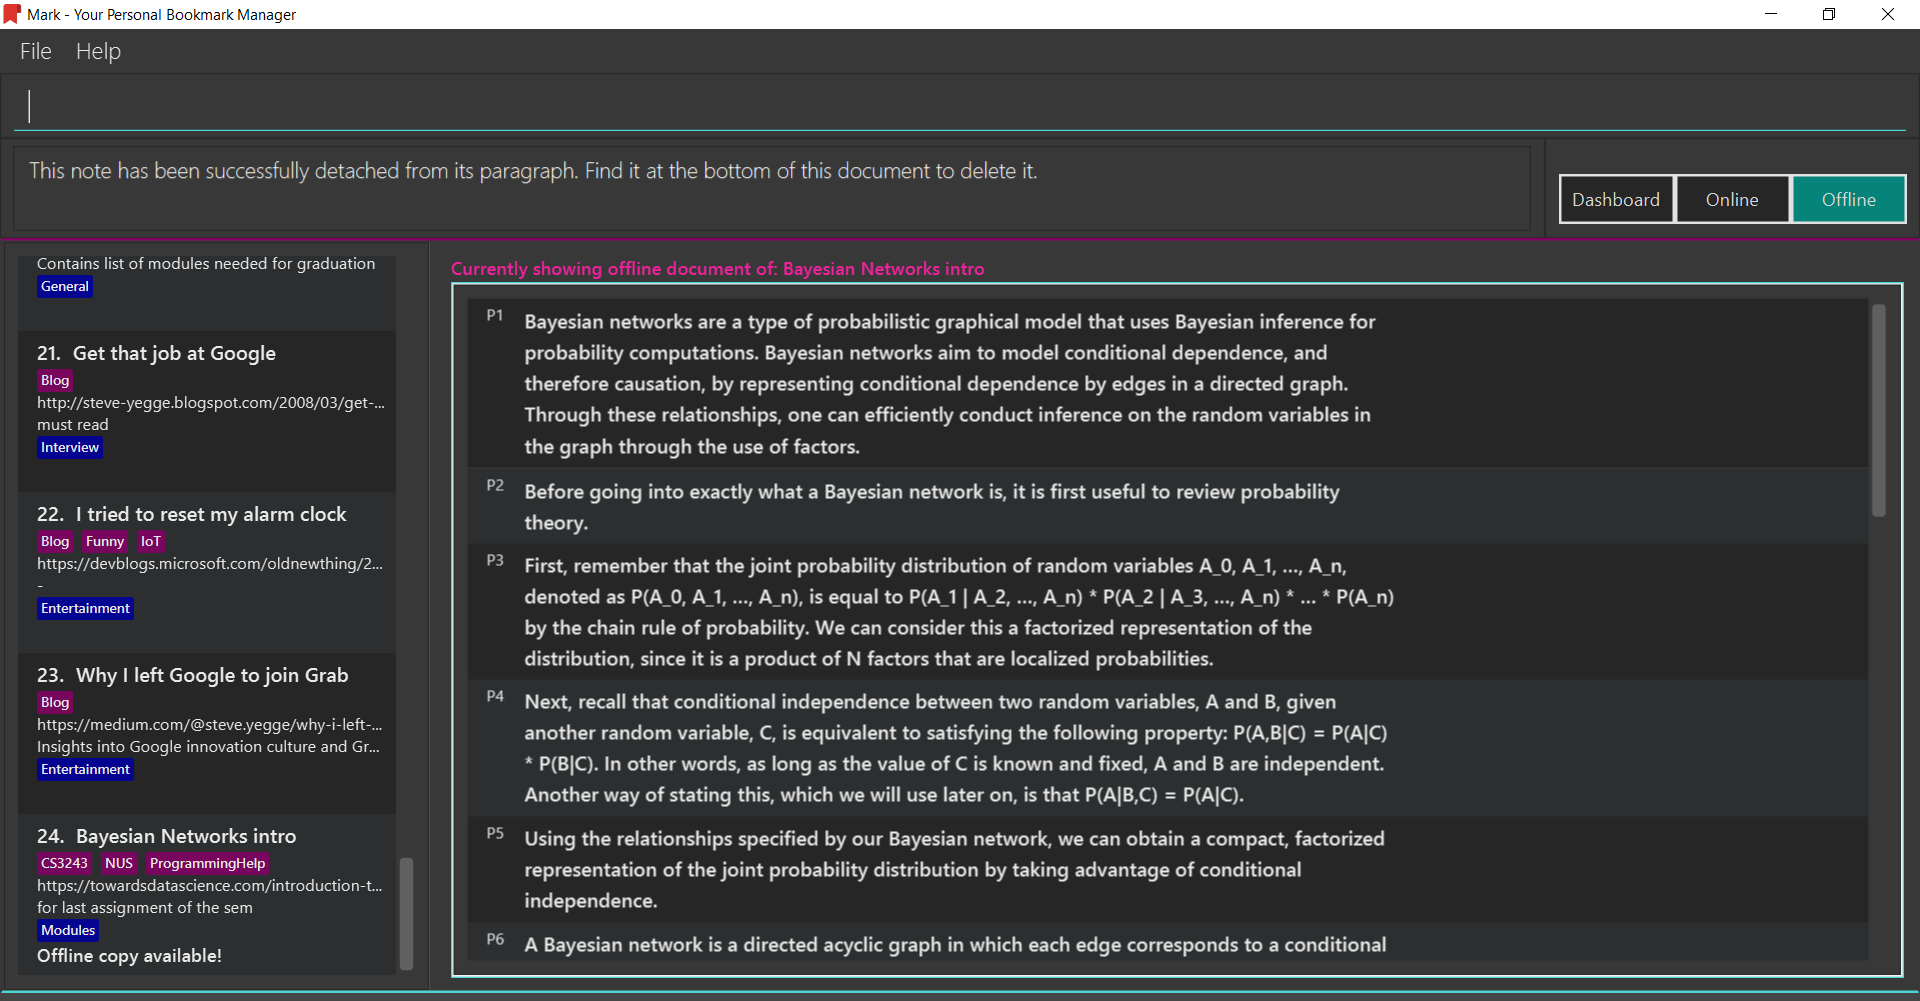 Mark - Your Personal Bookmark Manager
File Help
This note has been successfully detached from its paragraph. Find it at the bottom of this document to delete it.
Dashboard Online Offline
Contains list of modules needed for graduation
General
21. Get that job at Google
Blog
http://steve-yegge.blogspot.com/2008/03/get-...
must read
Interview
22. I tried to reset my alarm clock
Blog Funny IoT
https://devblogs.microsoft.com/oldnewthing/2...
-
Entertainment
23. Why I left Google to join Grab
Blog
https://medium.com/@steve.yegge/why-i-left-...
Insights into Google innovation culture and Gr...
Entertainment
24. Bayesian Networks intro
CS3243 NUS ProgrammingHelp
https://towardsdatascience.com/introduction-t...
for last assignment of the sem
Modules
Offline copy available!
Currently showing offline document of: Bayesian Networks intro
P1 Bayesian networks are a type of probabilistic graphical model that uses Bayesian inference for
probability computations. Bayesian networks aim to model conditional dependence, and
therefore causation, by representing conditional dependence by edges in a directed graph.
Through these relationships, one can efficiently conduct inference on the random variables in
the graph through the use of factors.
P2 Before going into exactly what a Bayesian network is, it is first useful to review probability
theory.
P3 First, remember that the joint probability distribution of random variables A_0, A_1, ..., A_n,
denoted as P(A_0, A_1, ..., A_n), is equal to P(A_1 | A_2, ..., A_n) * P(A_2 | A_3, ..., A_n) * ... * P(A_n)
by the chain rule of probability. We can consider this a factorized representation of the
distribution, since it is a product of N factors that are localized probabilities.
P4 Next, recall that conditional independence between two random variables, A and B, given
another random variable, C, is equivalent to satisfying the following property: P(A,B|C) = P(A|C)
* P(B|C). In other words, as long as the value of C is known and fixed, A and B are independent.
Another way of stating this, which we will use later on, is that P(A|B,C) = P(A|C).
P5 Using the relationships specified by our Bayesian network, we can obtain a compact, factorized
representation of the joint probability distribution by taking advantage of conditional
independence.
P6 A Bayesian network is a directed acyclic graph in which each edge corresponds to a conditional